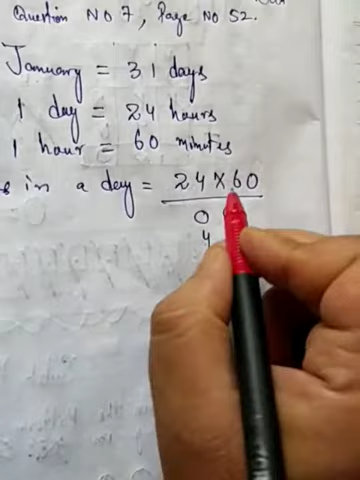 Question No 7, Page No 52.
January = 31 days
1 day = 24 hours
1 hour = 60 minutes
in a day = 24 X 60
0
4